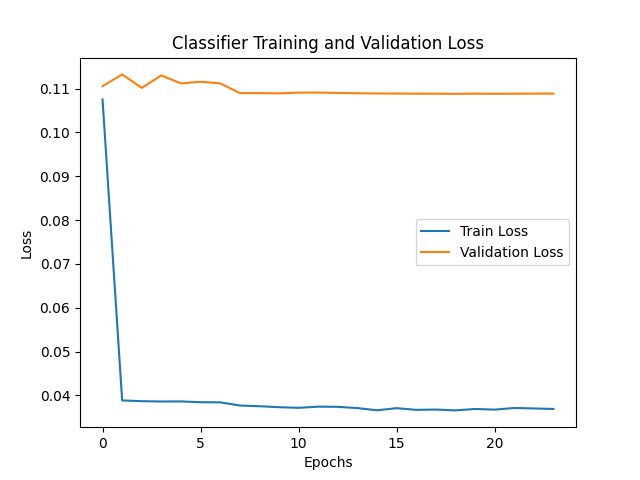 Classifier Training and Validation Loss
0.11
0.10
0.09
0.08
0.07
0.06
0.05
0.04
Loss
Train Loss
Validation Loss
0 5 10 15 20
Epochs